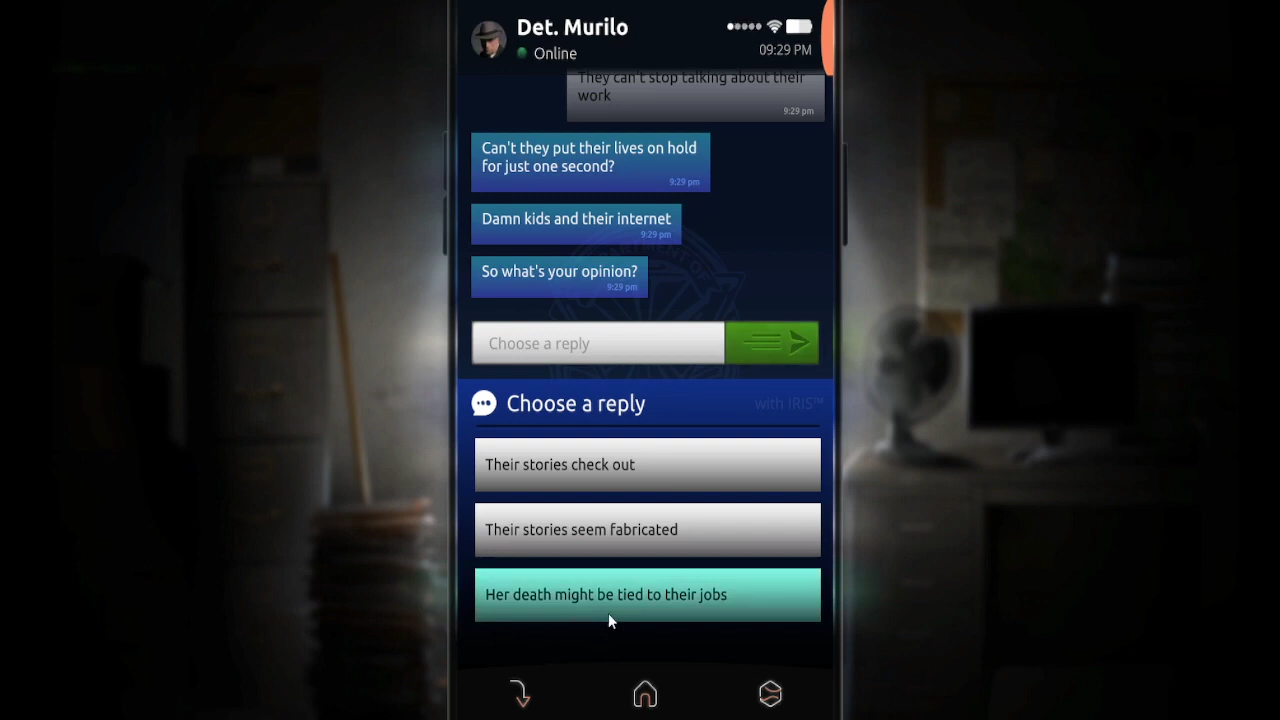 Det. Murilo
Online
09:29 PM
They can't stop talking about their
work
9:29 pm
Can't they put their lives on hold
for just one second?
9:29 pm
Damn kids and their internet
9:29 pm
So what's your opinion?
9:29 pm
Choose a reply
Choose a reply
with IRIS™
Their stories check out
Their stories seem fabricated
Her death might be tied to their jobs